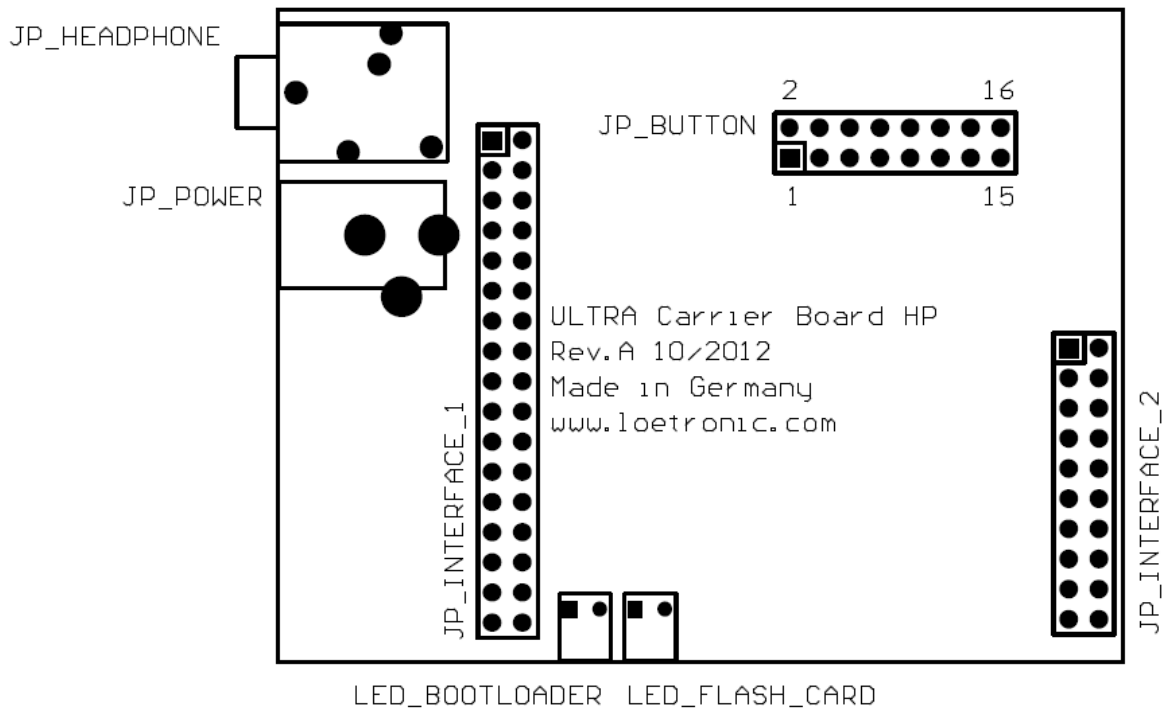 JP_HEADPHONE
2 16
JP_BUTTON
JP_POWER
1 15
ULTRA Carrier Board HP
Rev.A 10/2012
Made in Germany
www.loetronic.com
JP_INTERFACE_1
JP_INTERFACE_2
LED_BOOTLOADER LED_FLASH_CARD